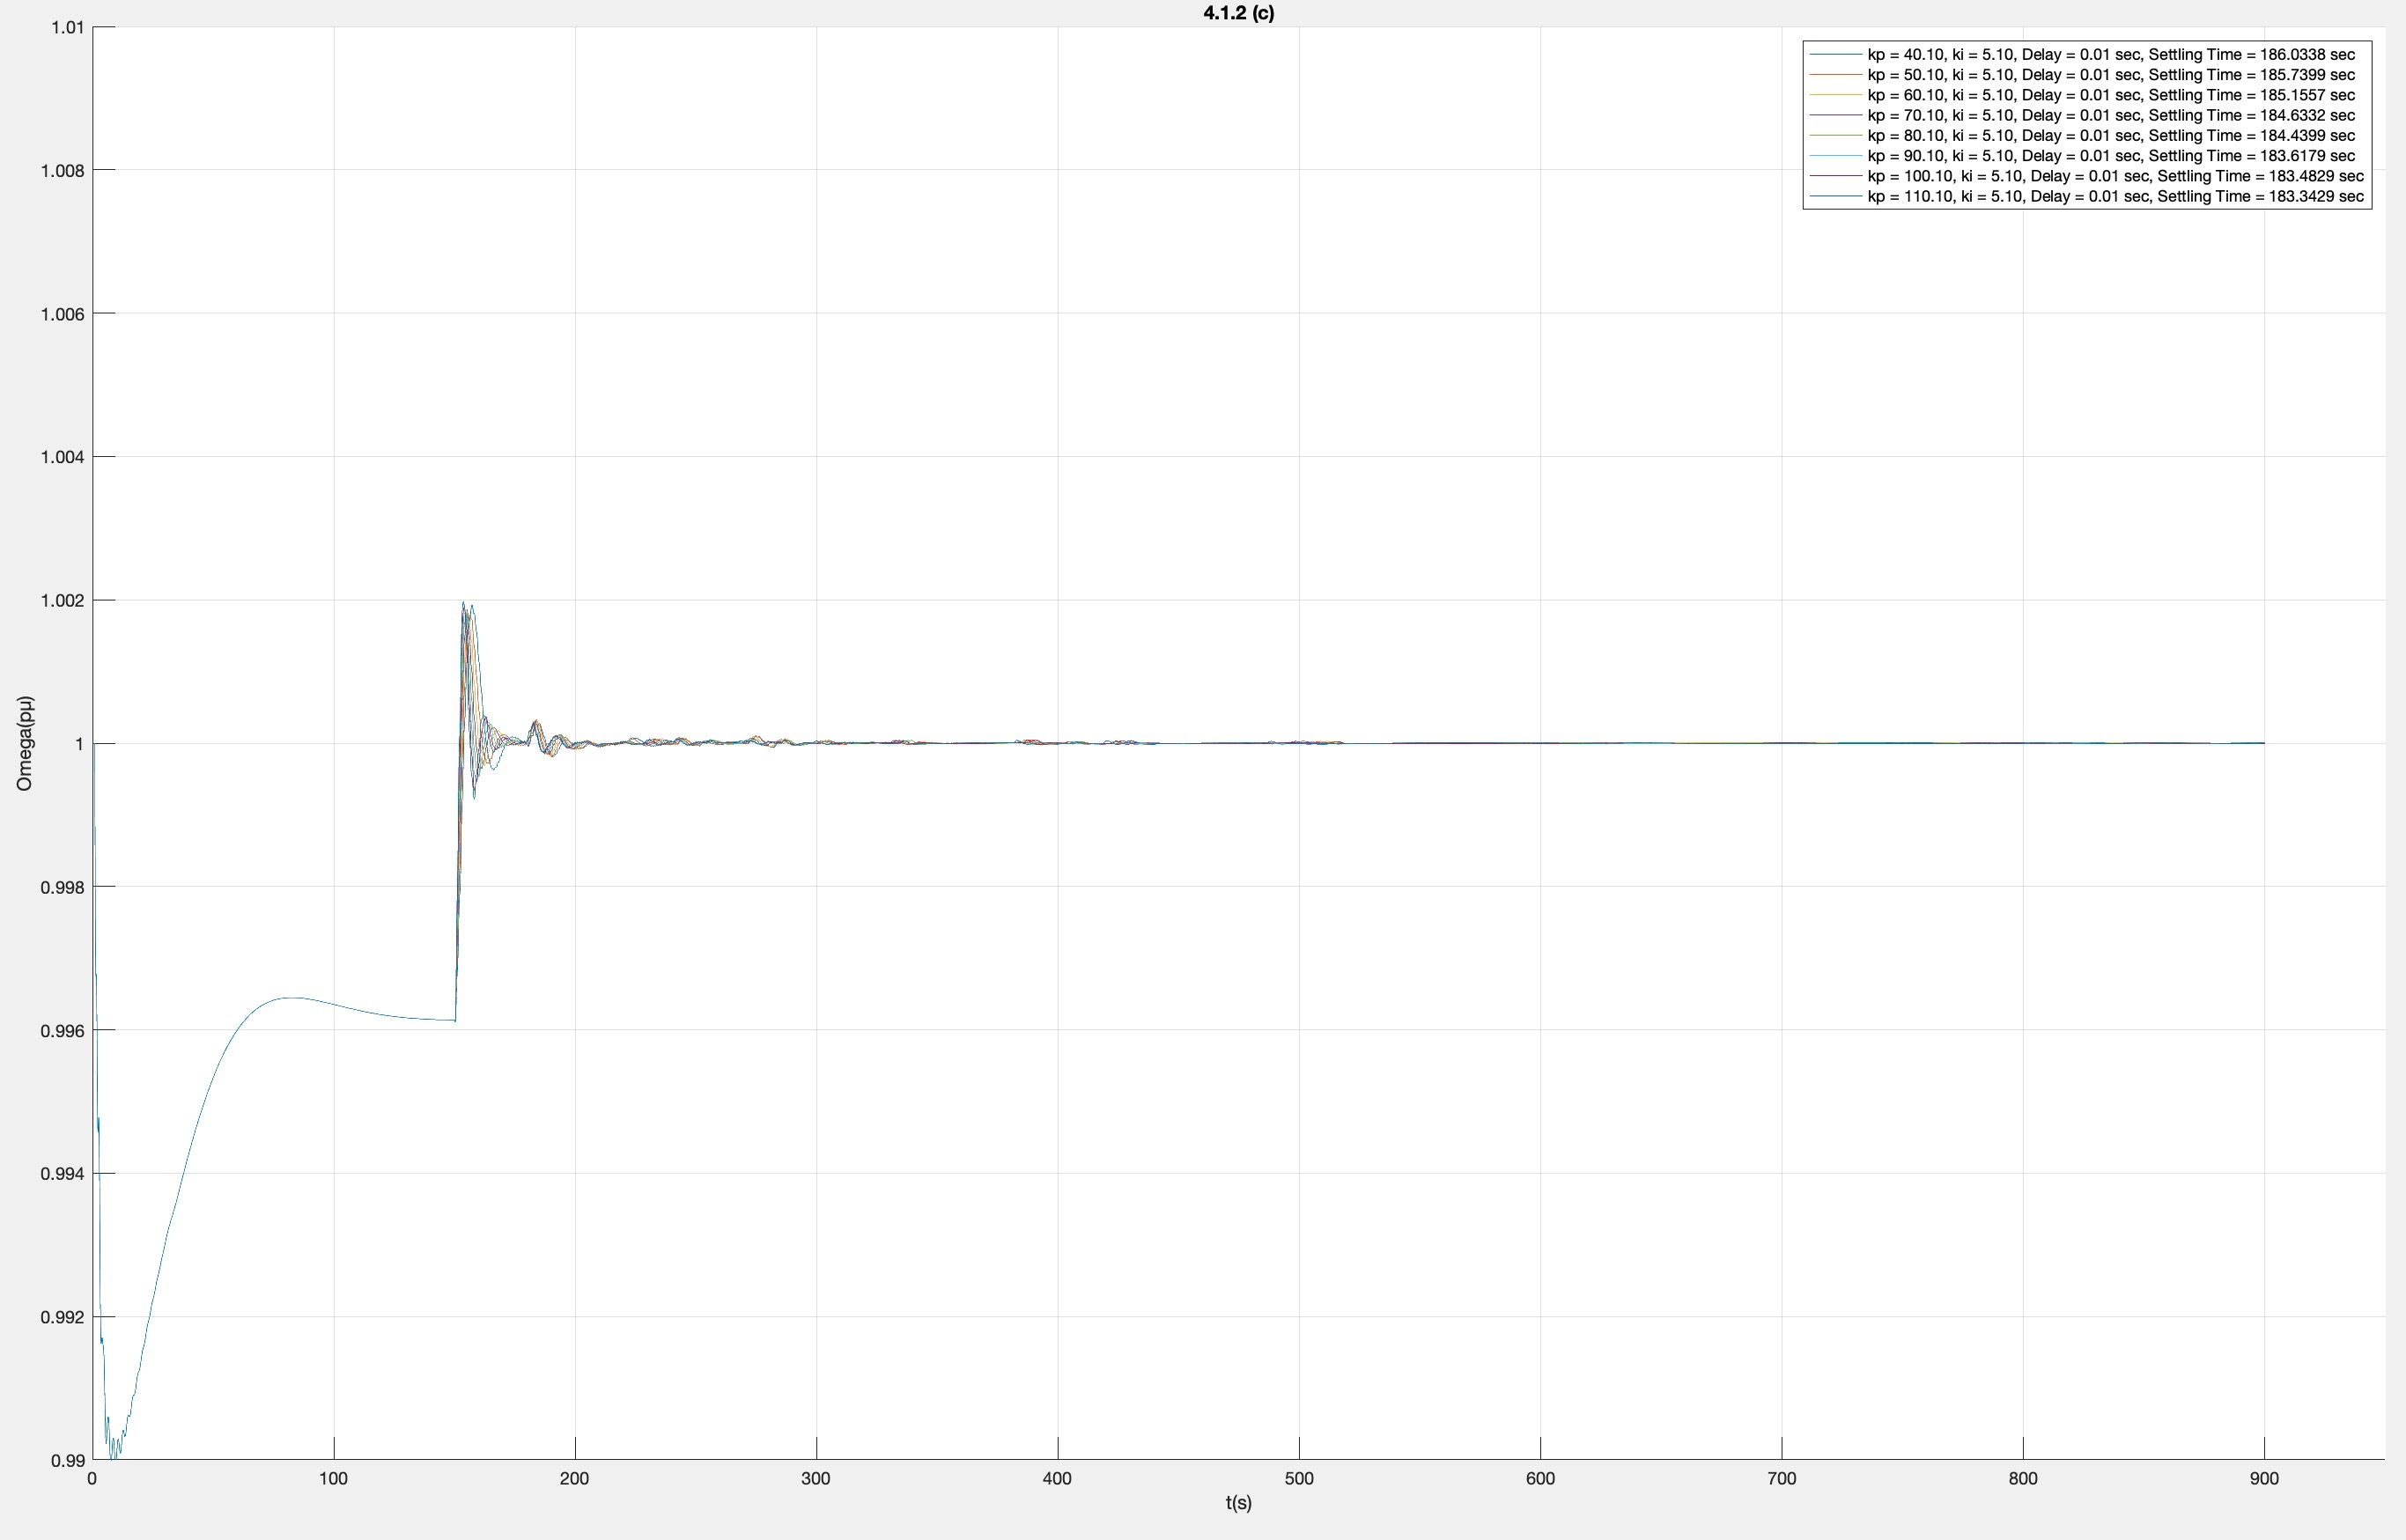 4.1.2 (c)
1.01
1.008
1.006
1.004
1.002
1
0.998
0.996
0.994
0.992
0.99
Omega(pμ)
kp = 40.10, ki = 5.10, Delay = 0.01 sec, Settling Time = 186.0338 sec
kp = 50.10, ki = 5.10, Delay = 0.01 sec, Settling Time = 185.7399 sec
kp = 60.10, ki = 5.10, Delay = 0.01 sec, Settling Time = 185.1557 sec
kp = 70.10, ki = 5.10, Delay = 0.01 sec, Settling Time = 184.6332 sec
kp = 80.10, ki = 5.10, Delay = 0.01 sec, Settling Time = 184.4399 sec
kp = 90.10, ki = 5.10, Delay = 0.01 sec, Settling Time = 183.6179 sec
kp = 100.10, ki = 5.10, Delay = 0.01 sec, Settling Time = 183.4829 sec
kp = 110.10, ki = 5.10, Delay = 0.01 sec, Settling Time = 183.3429 sec
0 100 200 300 400 500 600 700 800 900
t(s)